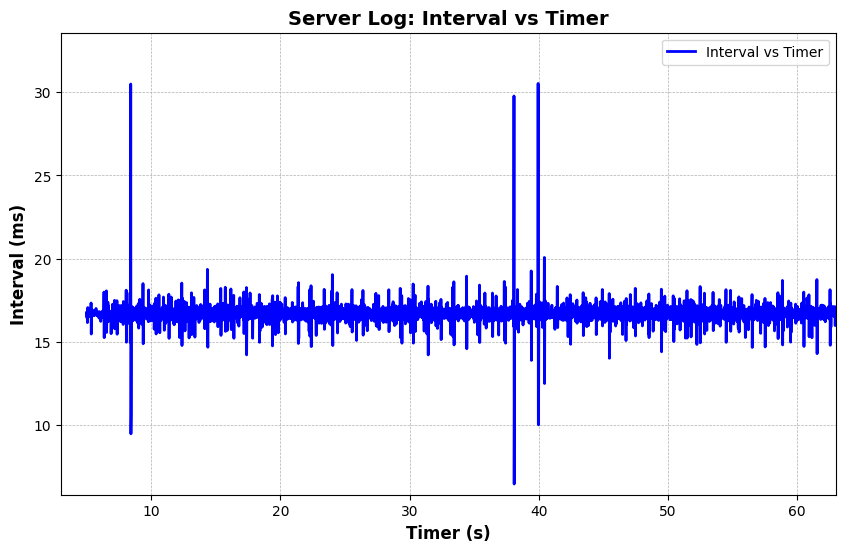 Server Log: Interval vs Timer
Interval vs Timer
Interval (ms)
30
25
20
15
10
10 20 30 40 50 60
Timer (s)